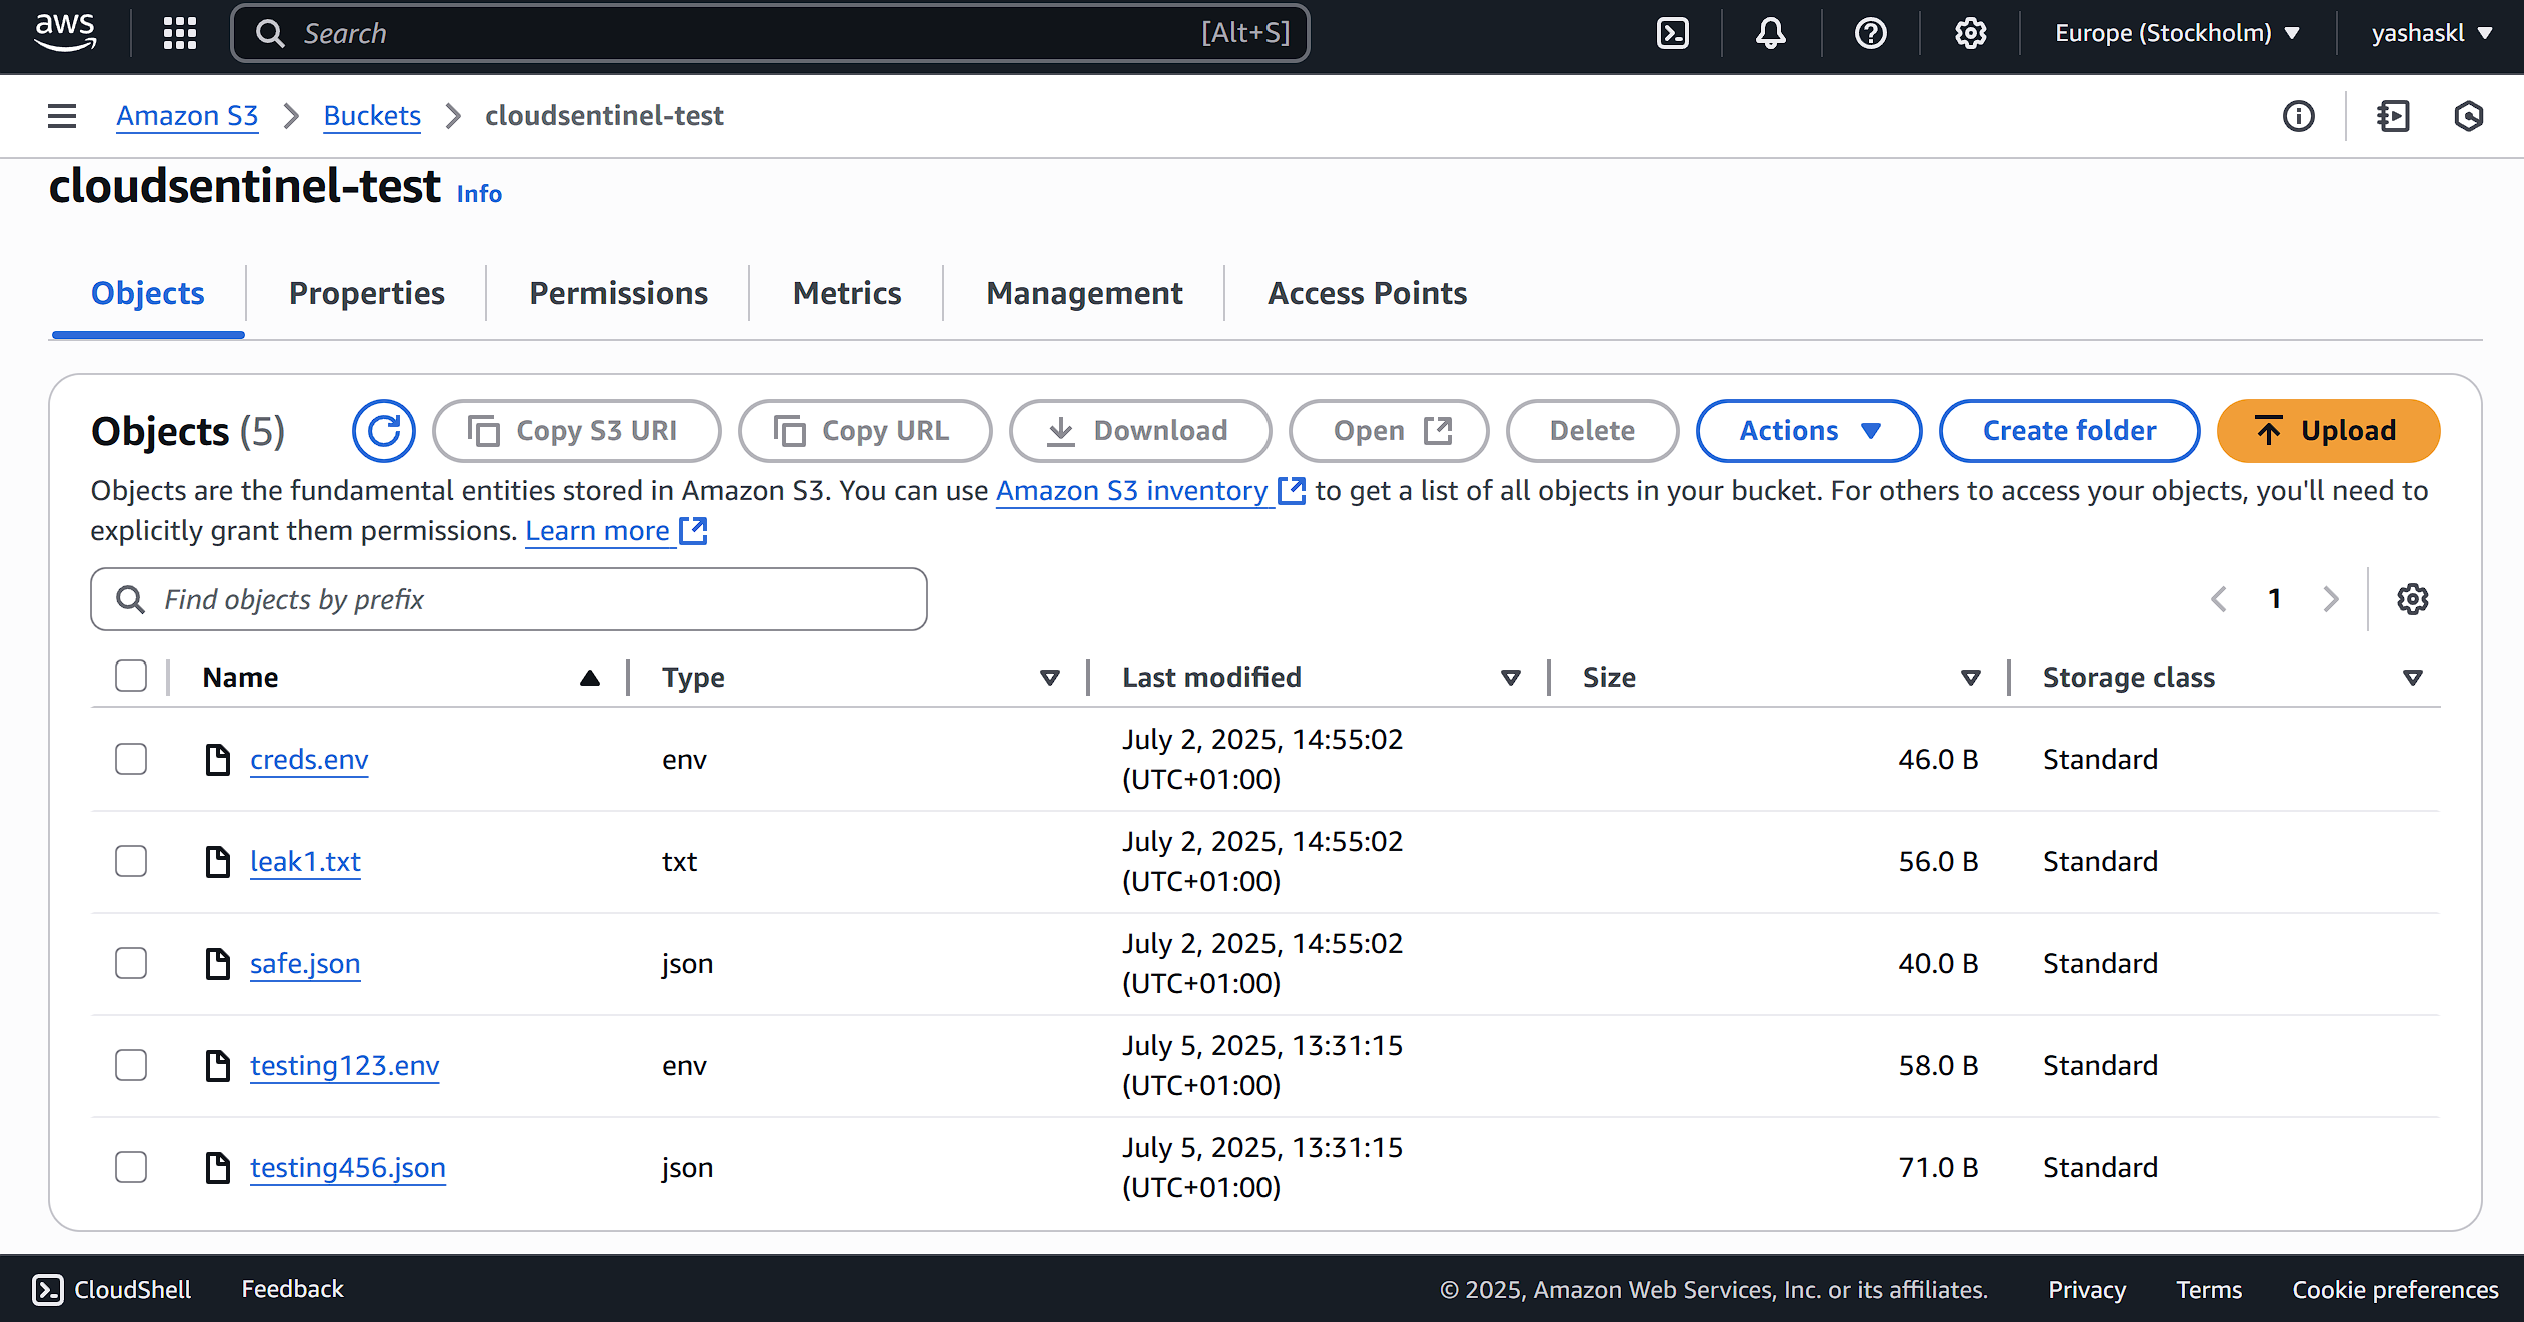 aws
Search [Alt+S]
Europe (Stockholm)
yashaskl
Amazon S3
Buckets
cloudsentinel-test
cloudsentinel-test Info
Objects
Properties
Permissions
Metrics
Management
Access Points
Objects (5)
Copy S3 URI
Copy URL
Download
Open
Delete
Actions
Create folder
Upload
Objects are the fundamental entities stored in Amazon S3. You can use Amazon S3 inventory to get a list of all objects in your bucket. For others to access your objects, you'll need to
explicitly grant them permissions. Learn more
Find objects by prefix
1
Name
Type
Last modified
Size
Storage class
creds.env
env
July 2, 2025, 14:55:02
(UTC+01:00)
46.0 B
Standard
leak1.txt
txt
July 2, 2025, 14:55:02
(UTC+01:00)
56.0 B
Standard
safe.json
json
July 2, 2025, 14:55:02
(UTC+01:00)
40.0 B
Standard
testing123.env
env
July 5, 2025, 13:31:15
(UTC+01:00)
58.0 B
Standard
testing456.json
json
July 5, 2025, 13:31:15
(UTC+01:00)
71.0 B
Standard
CloudShell
Feedback
© 2025, Amazon Web Services, Inc. or its affiliates.
Privacy
Terms
Cookie preferences